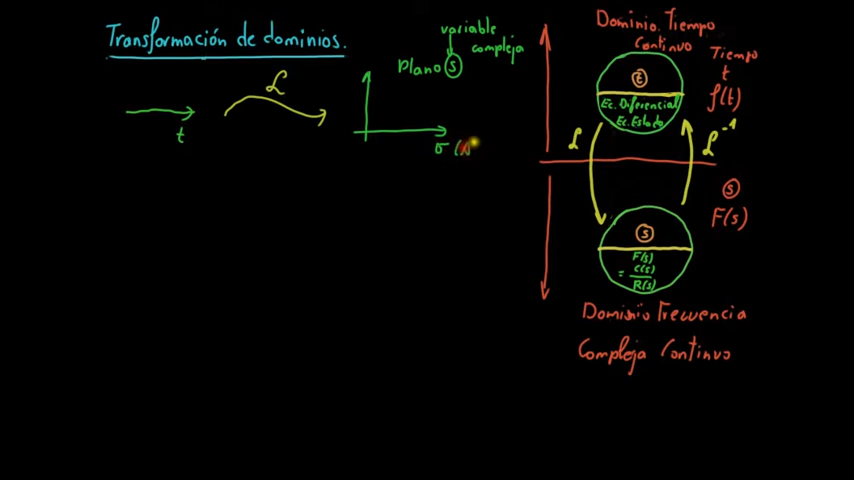 Transformación de dominios.
variable
compleja
Plano s
ℒ
t
σ
Dominio Tiempo
Continuo
Tiempo
t
f(t)
t
Ec. Diferencial
Ec. Estado
ℒ
ℒ⁻¹
s
F(s)
s
F(s)
= C(s)
R(s)
Dominio Frecuencia
Compleja Continuo